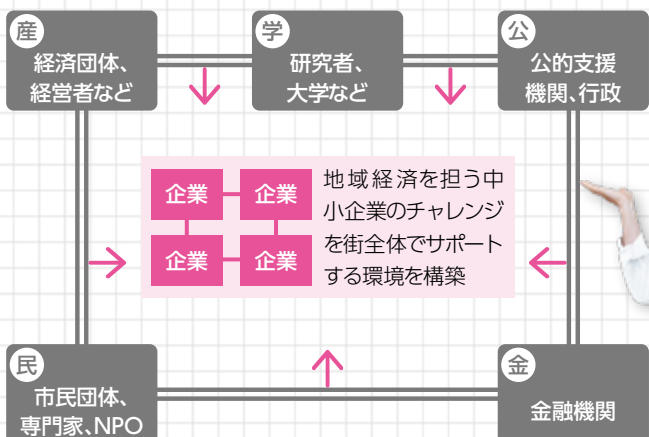 産
経済団体、
経営者など
学
研究者、
大学など
公
公的支援
機関、行政
企業
企業
企業
企業
地域経済を担う中
小企業のチャレンジ
を街全体でサポート
する環境を構築
民
市民団体、
専門家、NPO
金
金融機関